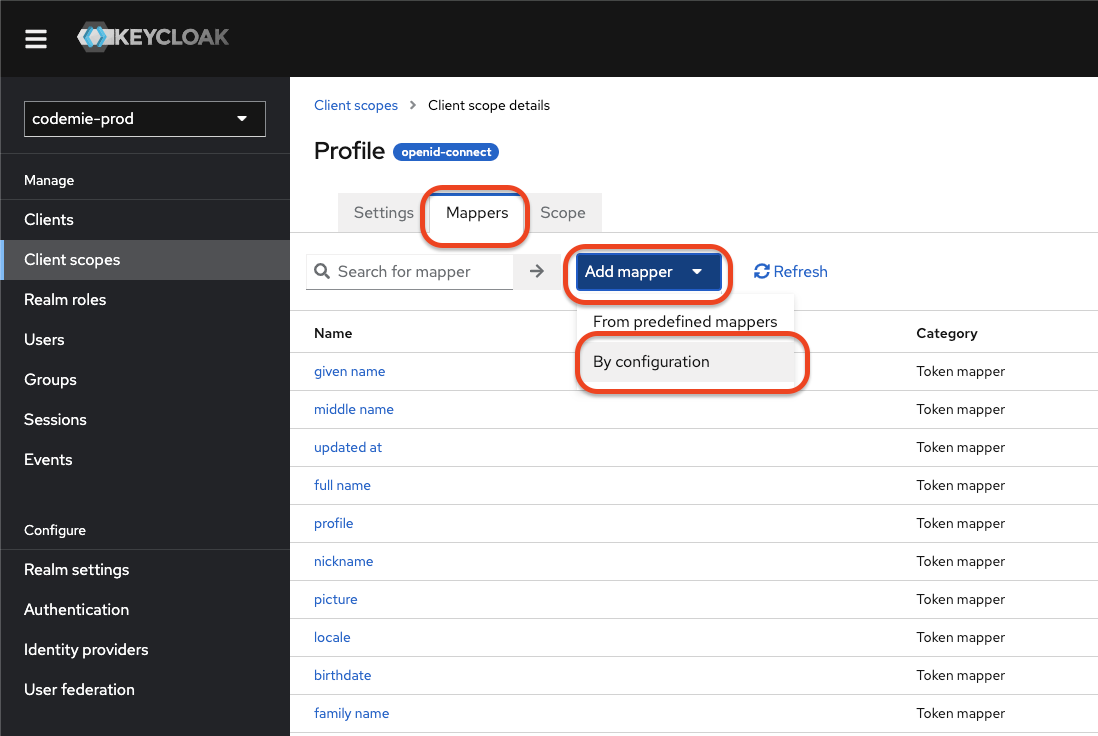 KEYCLOAK
codemie-prod
Manage
Clients
Client scopes
Realm roles
Users
Groups
Sessions
Events
Configure
Realm settings
Authentication
Identity providers
User federation
Client scopes > Client scope details
Profile openid-connect
Settings Mappers Scope
Search for mapper Add mapper Refresh
From predefined mappers
By configuration
Name Category
given name Token mapper
middle name Token mapper
updated at Token mapper
full name Token mapper
profile Token mapper
nickname Token mapper
picture Token mapper
locale Token mapper
birthdate Token mapper
family name Token mapper